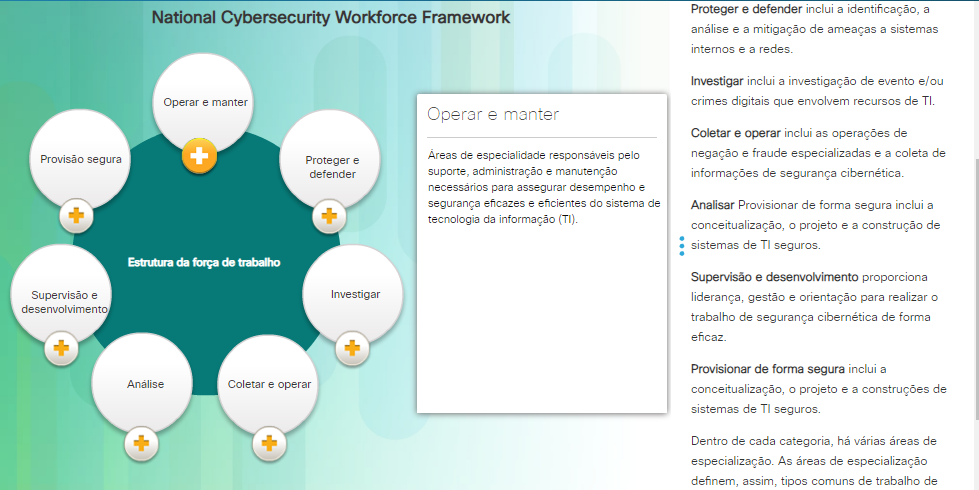 National Cybersecurity Workforce Framework
Operar e manter
Provisão segura
Proteger e
defender
Estrutura da força de trabalho
Supervisão e
desenvolvimento
Investigar
Análise
Coletar e operar
Operar e manter
Áreas de especialidade responsáveis pelo
suporte, administração e manutenção
necessários para assegurar desempenho e
segurança eficazes e eficientes do sistema de
tecnologia da informação (TI).
Proteger e defender inclui a identificação, a
análise e a mitigação de ameaças a sistemas
internos e a redes.
Investigar inclui a investigação de evento e/ou
crimes digitais que envolvem recursos de TI.
Coletar e operar inclui as operações de
negação e fraude especializadas e a coleta de
informações de segurança cibernética.
Analisar Provisionar de forma segura inclui a
conceitualização, o projeto e a construção de
sistemas de TI seguros.
Supervisão e desenvolvimento proporciona
liderança, gestão e orientação para realizar o
trabalho de segurança cibernética de forma
eficaz.
Provisionar de forma segura inclui a
conceitualização, o projeto e a construções de
sistemas de TI seguros.
Dentro de cada categoria, há várias áreas de
especialização. As áreas de especialização
definem, assim, tipos comuns de trabalho de